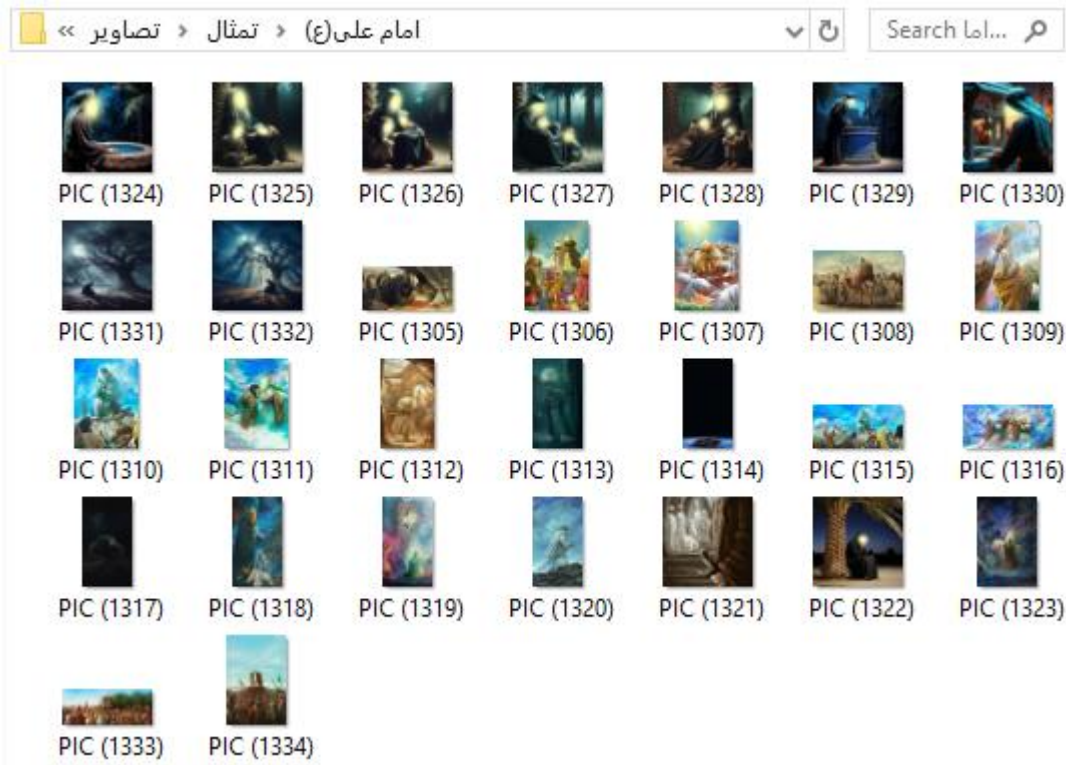 « تصاویر › تمثال › امام علی(ع)
Search اما...
PIC (1324) PIC (1325) PIC (1326) PIC (1327) PIC (1328) PIC (1329) PIC (1330)
PIC (1331) PIC (1332) PIC (1305) PIC (1306) PIC (1307) PIC (1308) PIC (1309)
PIC (1310) PIC (1311) PIC (1312) PIC (1313) PIC (1314) PIC (1315) PIC (1316)
PIC (1317) PIC (1318) PIC (1319) PIC (1320) PIC (1321) PIC (1322) PIC (1323)
PIC (1333) PIC (1334)